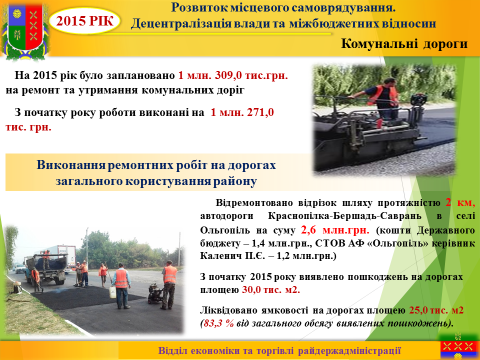 2015 РІК
Розвиток місцевого самоврядування.
Децентралізація влади та міжбюджетних відносин
Комунальні дороги
На 2015 рік було заплановано 1 млн. 309,0 тис.грн.
на ремонт та утримання комунальних доріг
З початку року роботи виконані на 1 млн. 271,0
тис. грн.
Виконання ремонтних робіт на дорогах
загального користування району
Відремонтовано відрізок шляху протяжністю 2 км,
автодороги Краснопілка-Бершадь-Саврань в селі
Ольгопіль на суму 2,6 млн.грн. (кошти Державного
бюджету – 1,4 млн.грн., СТОВ АФ «Ольгопіль» керівник
Каленич П.Є. – 1,2 млн.грн.)
З початку 2015 року виявлено пошкоджень на дорогах
площею 30,0 тис. м2.
Ліквідовано ямковості на дорогах площею 25,0 тис. м2
(83,3 % від загального обсягу виявлених пошкоджень).
Відділ економіки та торгівлі райдержадміністрації
62